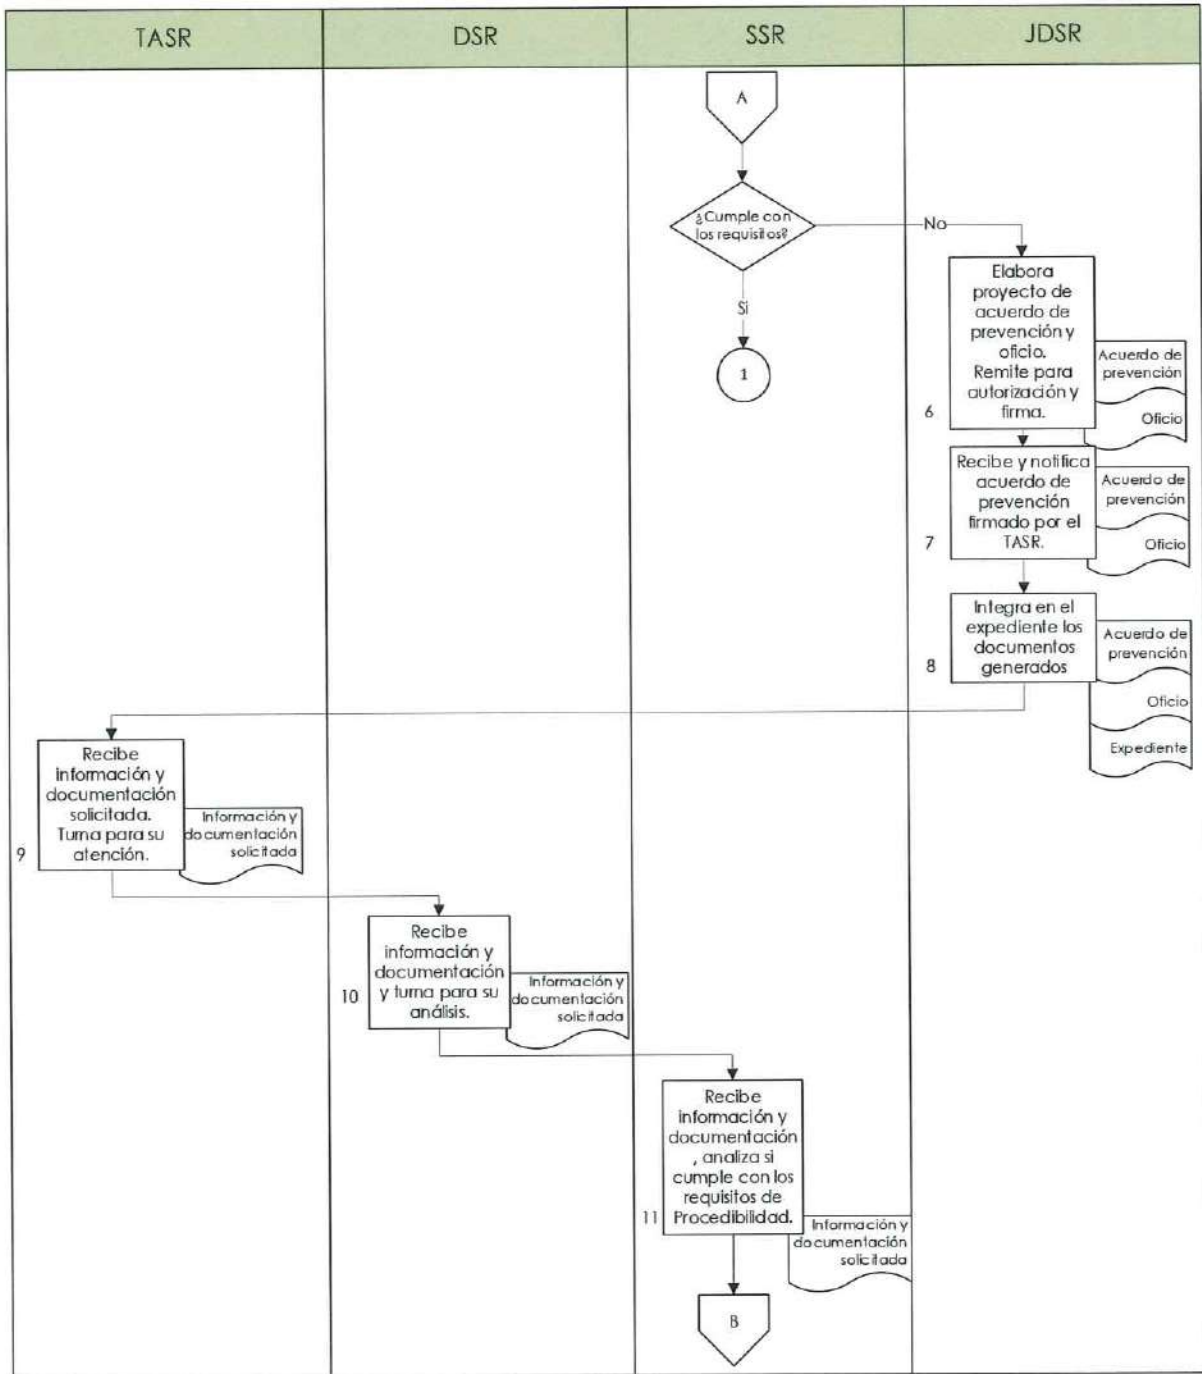 TASR
DSR
SSR
JDSR
A
¿Cumple con
los requisitos?
No
Si
1
Elabora
proyecto de
acuerdo de
prevención y
oficio.
Remite para
autorización y
firma.
6
Acuerdo de
prevención
Oficio
Recibe y notifica
acuerdo de
prevención
firmado por el
TASR.
7
Acuerdo de
prevención
Oficio
Integra en el
expediente los
documentos
generados
8
Acuerdo de
prevención
Oficio
Expediente
Recibe
información y
documentación
solicitada.
Turna para su
atención.
9
Información y
documentación
solicitada
Recibe
información y
documentación
y turna para su
análisis.
10
Información y
documentación
solicitada
Recibe
información y
documentación
, analiza si
cumple con los
requisitos de
Procedibilidad.
11
Información y
documentación
solicitada
B